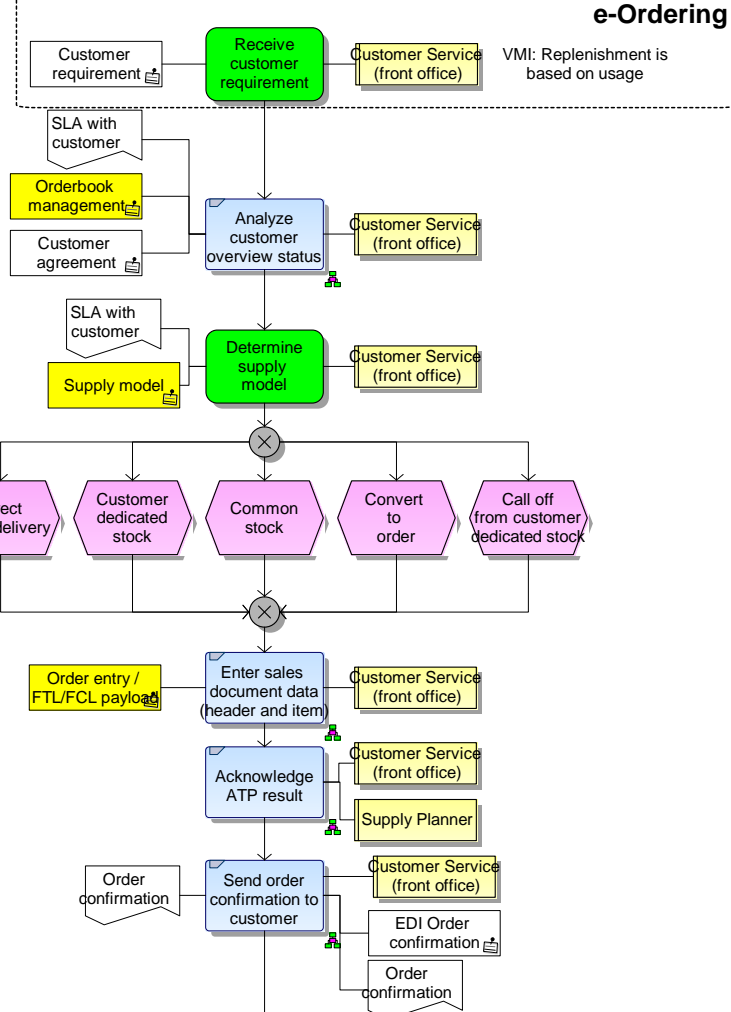 e-Ordering
Customer
requirement
Receive
customer
requirement
Customer Service
(front office)
VMI: Replenishment is
based on usage
SLA with
customer
Orderbook
management
Customer
agreement
Analyze
customer
overview status
Customer Service
(front office)
SLA with
customer
Supply model
Determine
supply
model
Customer Service
(front office)
ect
delivery
Customer
dedicated
stock
Common
stock
Convert
to
order
Call off
from customer
dedicated stock
Order entry /
FTL/FCL payload
Enter sales
document data
(header and item)
Customer Service
(front office)
Acknowledge
ATP result
Customer Service
(front office)
Supply Planner
Order
confirmation
Send order
confirmation to
customer
Customer Service
(front office)
EDI Order
confirmation
Order
confirmation